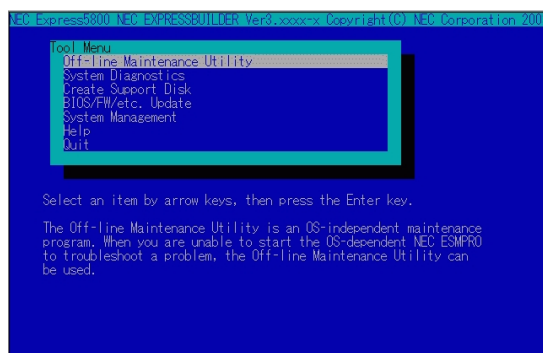 NEC Express5800 NEC EXPRESSBUILDER Ver3.xxxx-x Copyright(C) NEC Corporation 200
Tool Menu
Off-line Maintenance Utility
System Diagnostics
Create Support Disk
BIOS/FW/etc. Update
System Management
Help
Quit
Select an item by arrow keys, then press the Enter key.
The Off-line Maintenance Utility is an OS-independent maintenance
program. When you are unable to start the OS-dependent NEC ESMPRO
to troubleshoot a problem, the Off-line Maintenance Utility can
be used.